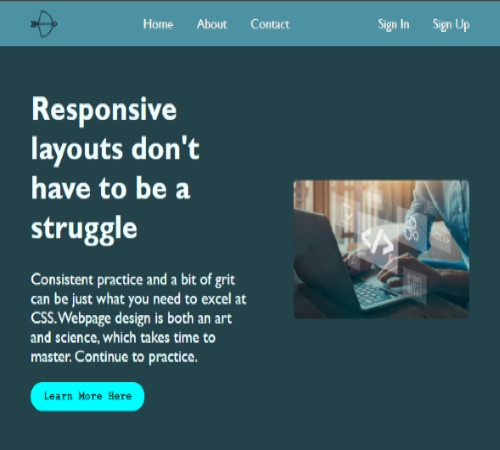 Home About Contact Sign In Sign Up
Responsive
layouts don't
have to be a
struggle
Consistent practice and a bit of grit
can be just what you need to excel at
CSS. Webpage design is both an art
and science, which takes time to
master. Continue to practice.
Learn More Here
</>